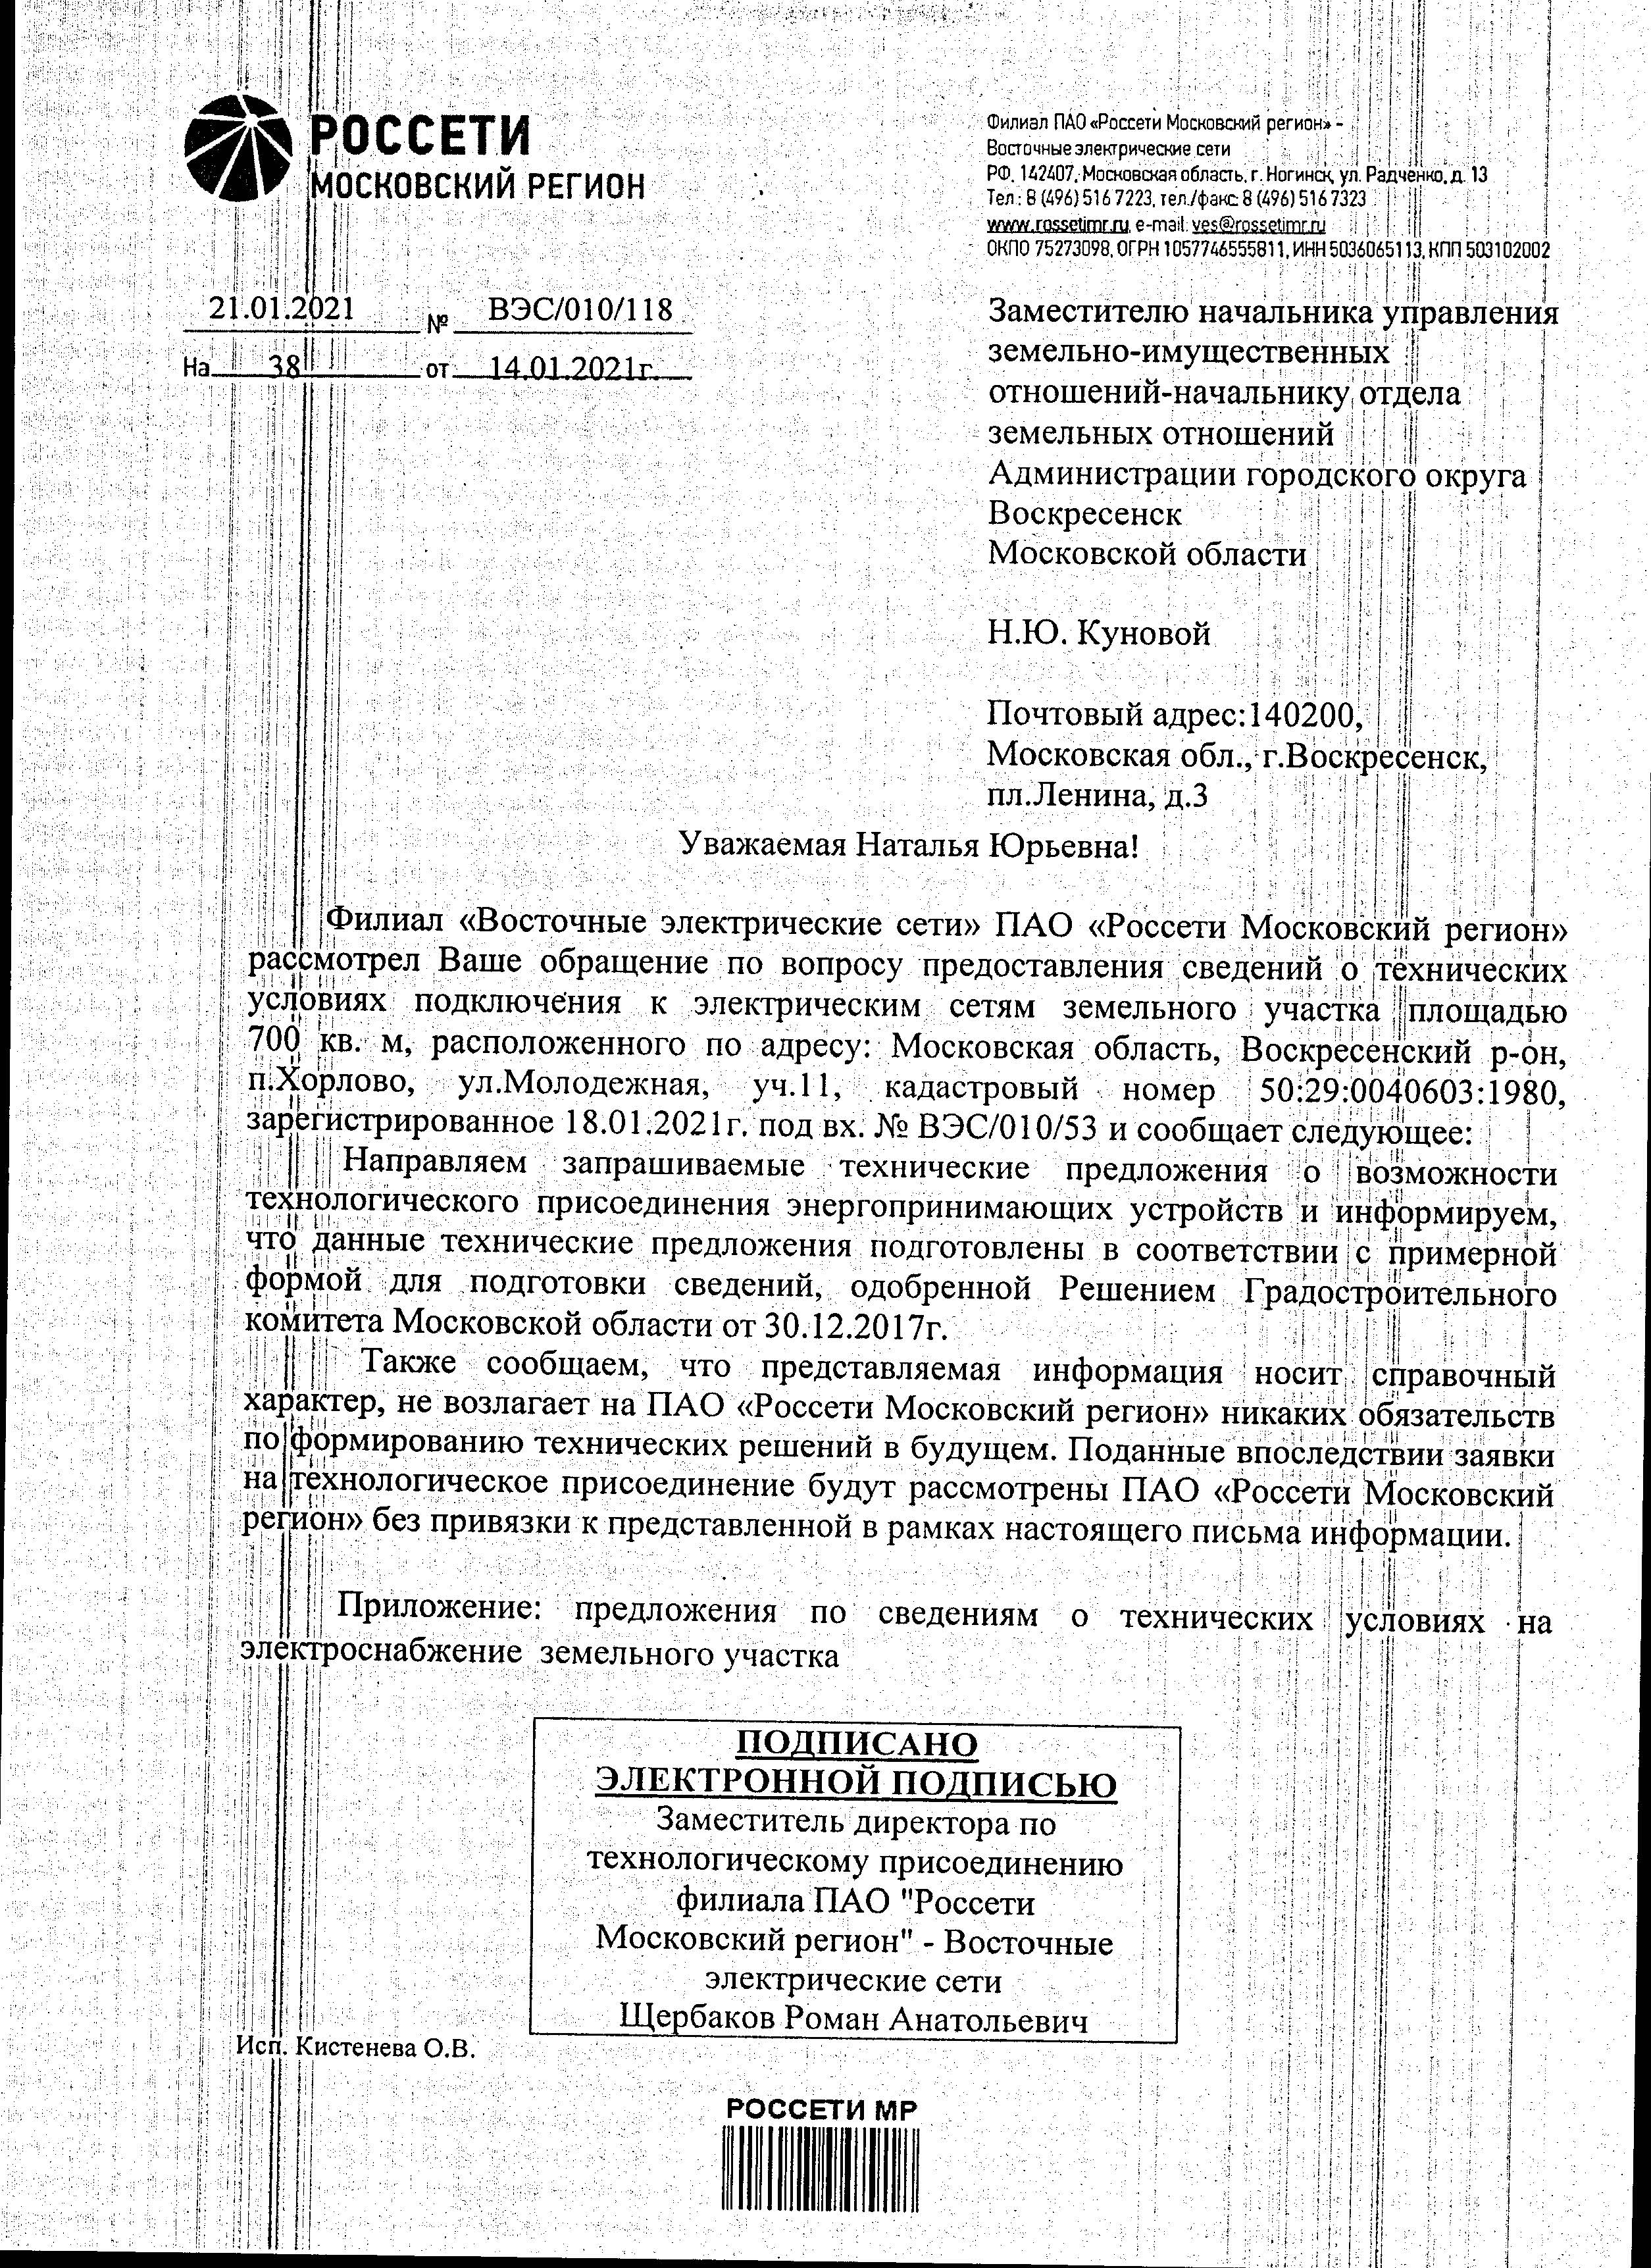 РОССЕТИ
МОСКОВСКИЙ РЕГИОН
Филиал ПАО «Россети Московский регион» -
Восточные электрические сети
РФ, 142407, Московская область, г. Ногинск, ул. Радченко, д. 13
Тел.: 8 (496) 516 7223, тел./факс: 8 (496) 516 7323
www.rossetimr.ru, e-mail: ves@rossetimr.ru
ОКПО 75273098, ОГРН 1057746555811, ИНН 5036065113, КПП 503102002
21.01.2021 № ВЭС/010/118
На 38 от 14.01.2021г.
Заместителю начальника управления
земельно-имущественных
отношений-начальнику отдела
земельных отношений
Администрации городского округа
Воскресенск
Московской области
Н.Ю. Куновой
Почтовый адрес:140200,
Московская обл., г.Воскресенск,
пл.Ленина, д.3
Уважаемая Наталья Юрьевна!
Филиал «Восточные электрические сети» ПАО «Россети Московский регион»
рассмотрел Ваше обращение по вопросу предоставления сведений о технических
условиях подключения к электрическим сетям земельного участка площадью
700 кв. м, расположенного по адресу: Московская область, Воскресенский р-он,
п.Хорлово, ул.Молодежная, уч.11, кадастровый номер 50:29:0040603:1980,
зарегистрированное 18.01.2021г. под вх. № ВЭС/010/53 и сообщает следующее:
Направляем запрашиваемые технические предложения о возможности
технологического присоединения энергопринимающих устройств и информируем,
что данные технические предложения подготовлены в соответствии с примерной
формой для подготовки сведений, одобренной Решением Градостроительного
комитета Московской области от 30.12.2017г.
Также сообщаем, что представляемая информация носит справочный
характер, не возлагает на ПАО «Россети Московский регион» никаких обязательств
по формированию технических решений в будущем. Поданные впоследствии заявки
на технологическое присоединение будут рассмотрены ПАО «Россети Московский
регион» без привязки к представленной в рамках настоящего письма информации.
Приложение: предложения по сведениям о технических условиях на
электроснабжение земельного участка
ПОДПИСАНО
ЭЛЕКТРОННОЙ ПОДПИСЬЮ
Заместитель директора по
технологическому присоединению
филиала ПАО "Россети
Московский регион" - Восточные
электрические сети
Щербаков Роман Анатольевич
Исп. Кистенева О.В.
РОССЕТИ МР